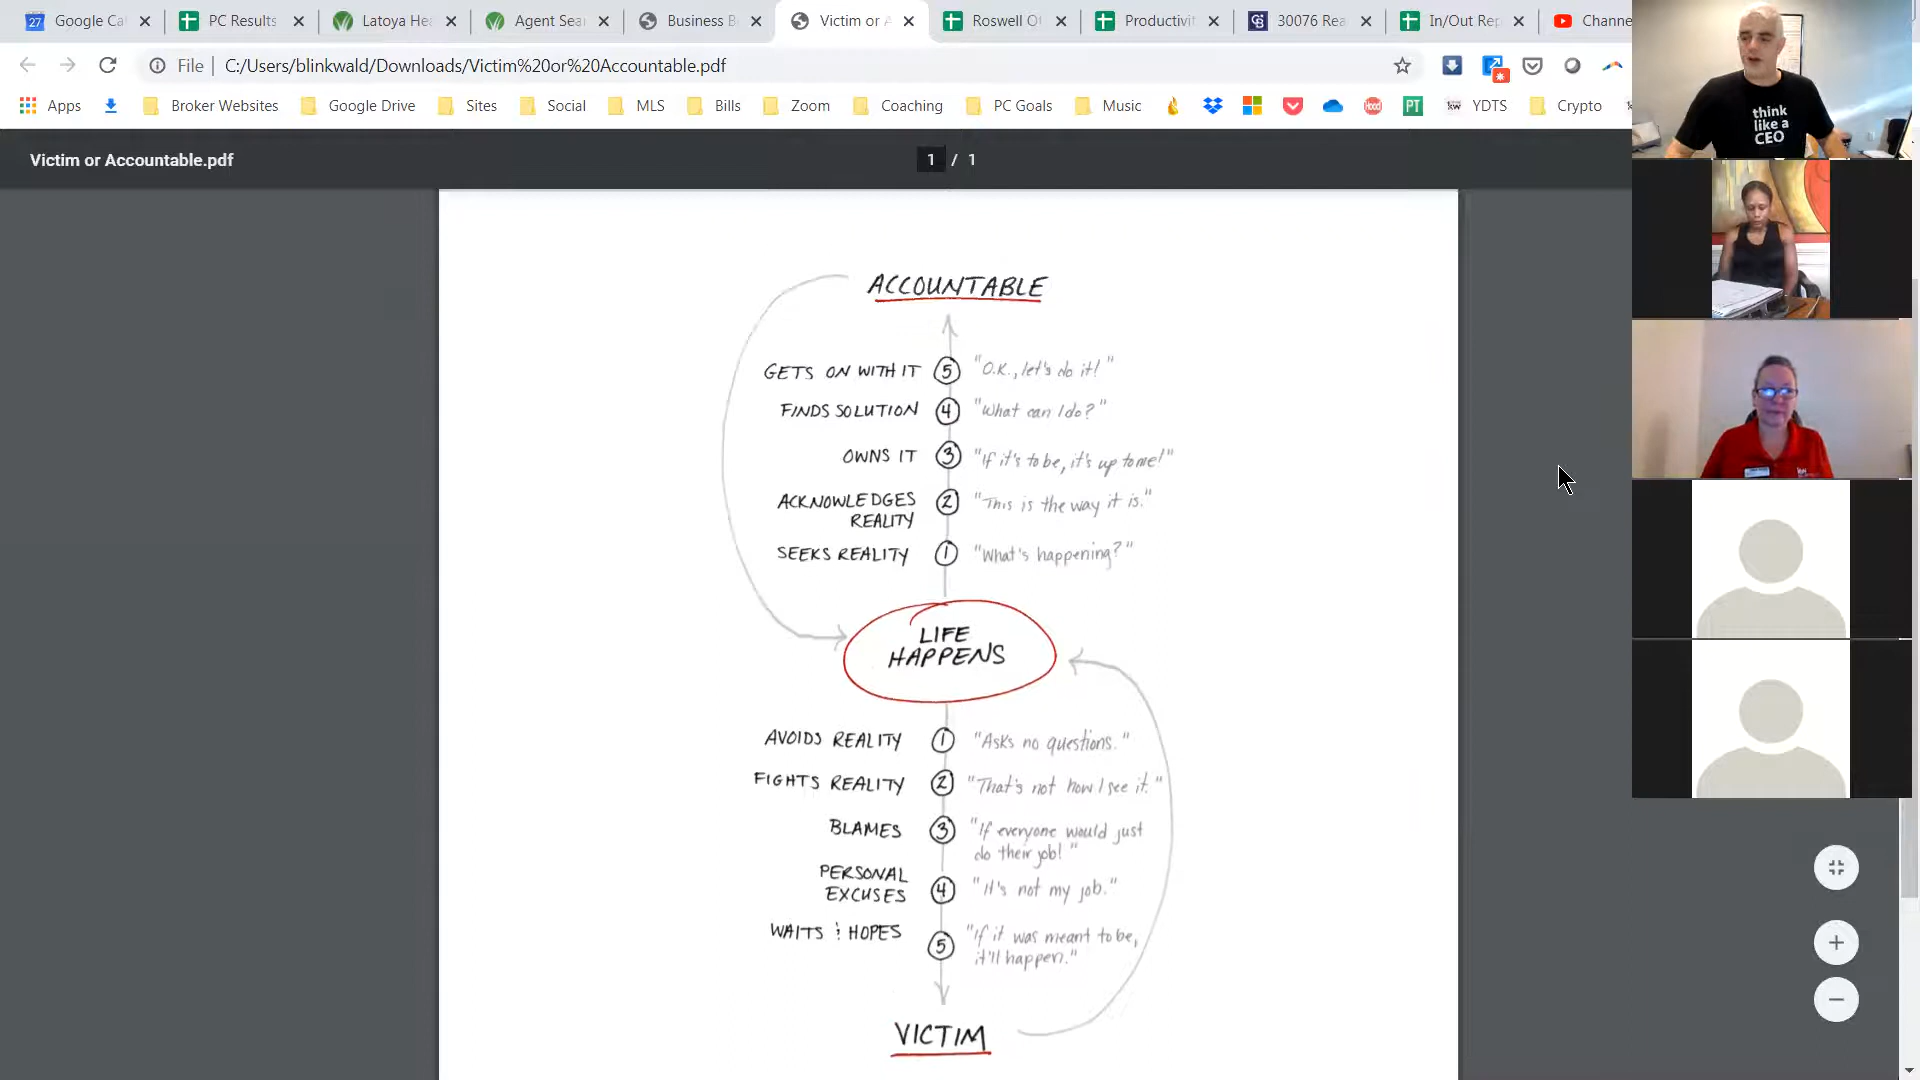 27 Google Ca
PC Results
Latoya He
Agent Sea
Business B
Victim or A
Roswell O
Productivit
30076 Rea
In/Out Rep
Channe
File
C:/Users/blinkwald/Downloads/Victim%20or%20Accountable.pdf
Apps
Broker Websites
Google Drive
Sites
Social
MLS
Bills
Zoom
Coaching
PC Goals
Music
PT
kw YDTS
Crypto
Victim or Accountable.pdf
1 / 1
think
like a
CEO
ACCOUNTABLE
GETS ON WITH IT 5 "O.K., let's do it!"
FINDS SOLUTION 4 "What can I do?"
OWNS IT 3 "If it's to be, it's up to me!"
ACKNOWLEDGES
REALITY 2 "This is the way it is."
SEEKS REALITY 1 "What's happening?"
LIFE
HAPPENS
AVOIDS REALITY 1 "Asks no questions."
FIGHTS REALITY 2 "That's not how I see it."
BLAMES 3 "If everyone would just
do their job!"
PERSONAL
EXCUSES 4 "It's not my job."
WAITS & HOPES 5 "If it was meant to be,
it'll happen."
VICTIM